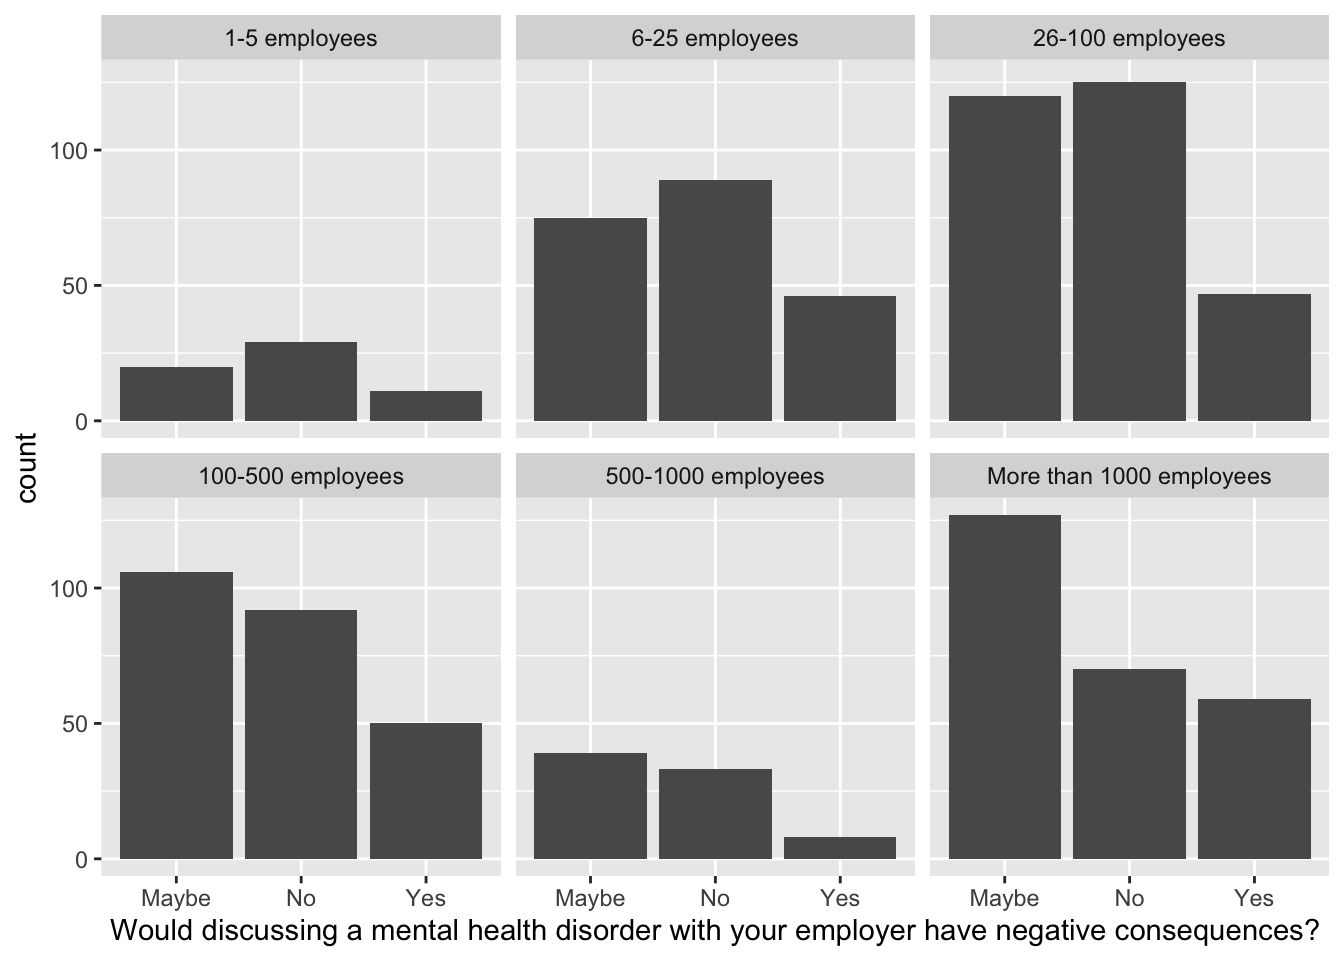 1-5 employees
6-25 employees
26-100 employees
100
50
0
count
100-500 employees
500-1000 employees
More than 1000 employees
100
50
0
Maybe No Yes
Maybe No Yes
Maybe No Yes
Would discussing a mental health disorder with your employer have negative consequences?